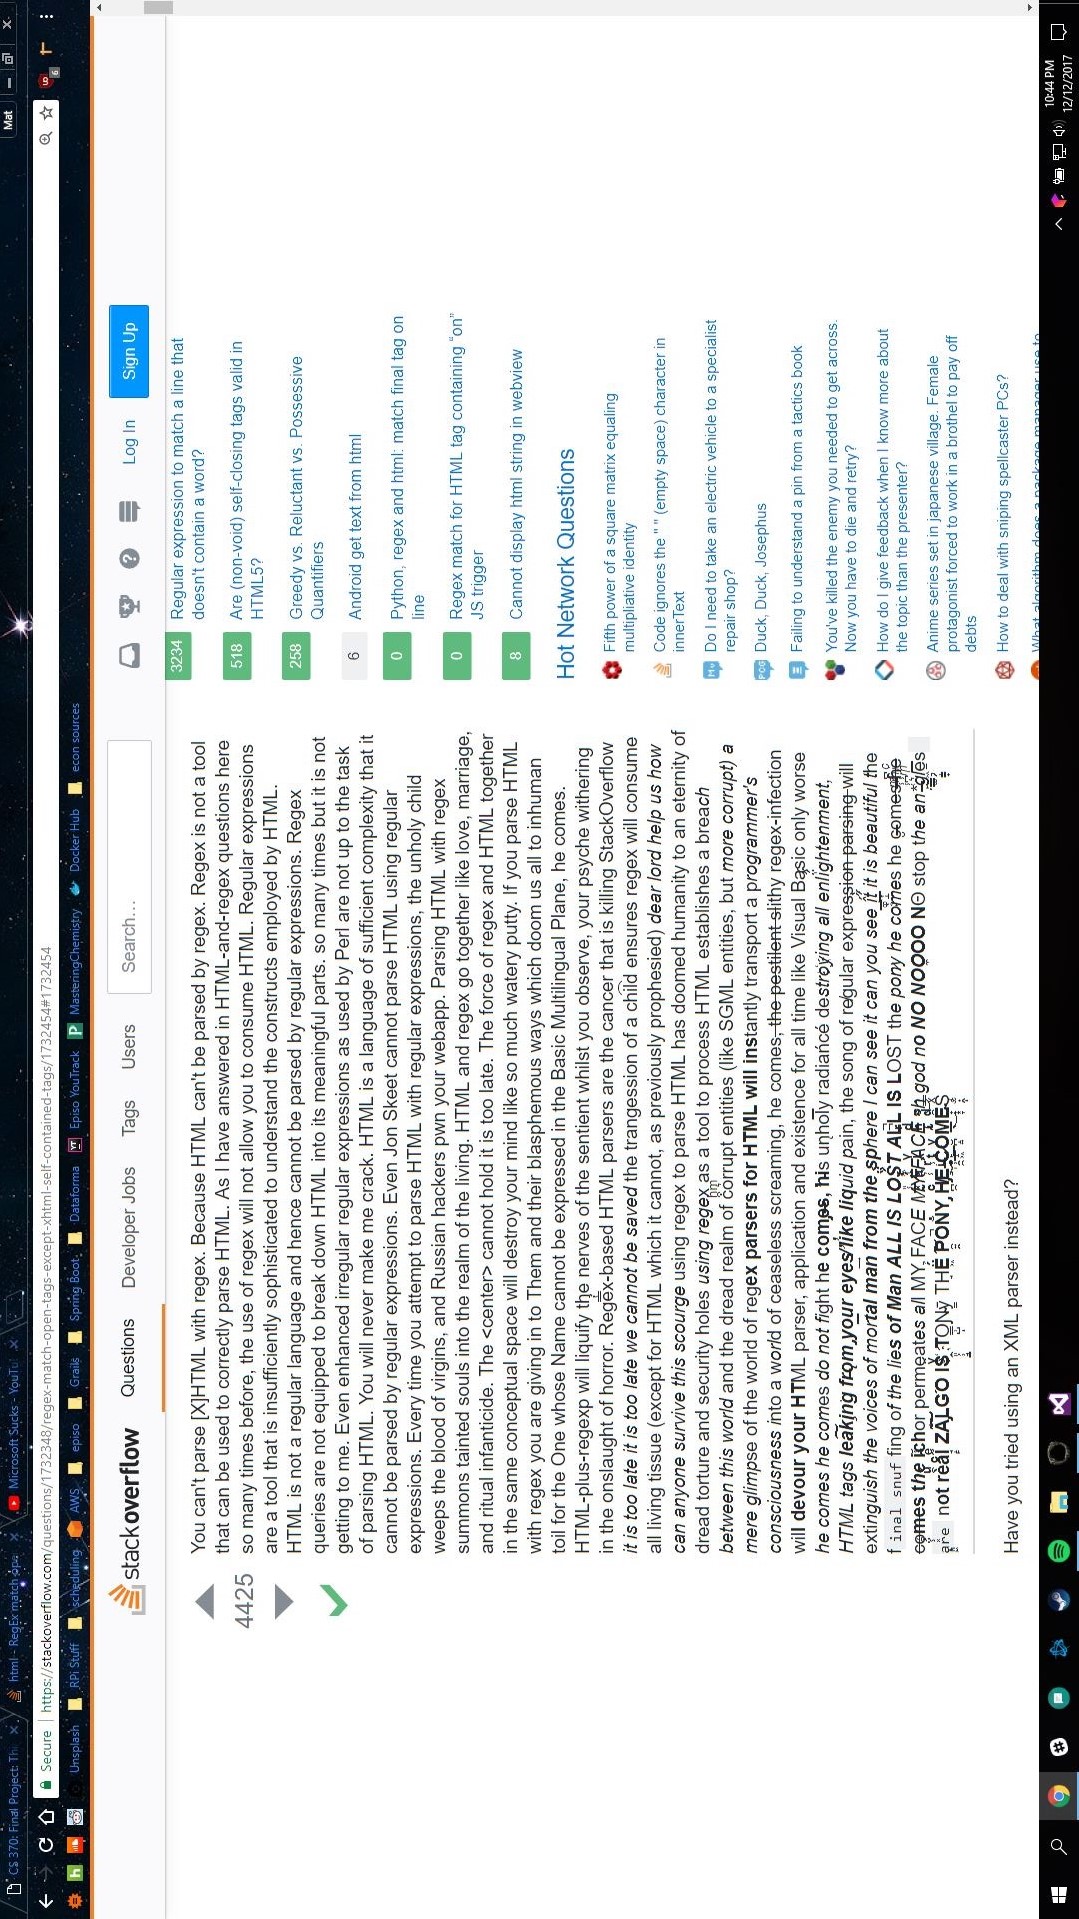 CS 370: Final Project: Th
html - RegEx match ope
Microsoft Sucks - YouTu
Mat
Secure
https://stackoverflow.com/questions/1732348/regex-match-open-tags-except-xhtml-self-contained-tags/1732454#1732454
6
Unsplash
RPi Stuff
scheduling
AWS
episo
Grails
Spring Boot
Dataforma
Episo YouTrack
MasteringChemistry
Docker Hub
econ sources
stackoverflow
Questions
Developer Jobs
Tags
Users
Search...
Log In
Sign Up
4425
You can't parse [X]HTML with regex. Because HTML can't be parsed by regex. Regex is not a tool
that can be used to correctly parse HTML. As I have answered in HTML-and-regex questions here
so many times before, the use of regex will not allow you to consume HTML. Regular expressions
are a tool that is insufficiently sophisticated to understand the constructs employed by HTML.
HTML is not a regular language and hence cannot be parsed by regular expressions. Regex
queries are not equipped to break down HTML into its meaningful parts. so many times but it is not
getting to me. Even enhanced irregular regular expressions as used by Perl are not up to the task
of parsing HTML. You will never make me crack. HTML is a language of sufficient complexity that it
cannot be parsed by regular expressions. Even Jon Skeet cannot parse HTML using regular
expressions. Every time you attempt to parse HTML with regular expressions, the unholy child
weeps the blood of virgins, and Russian hackers pwn your webapp. Parsing HTML with regex
summons tainted souls into the realm of the living. HTML and regex go together like love, marriage,
and ritual infanticide. The <center> cannot hold it is too late. The force of regex and HTML together
in the same conceptual space will destroy your mind like so much watery putty. If you parse HTML
with regex you are giving in to Them and their blasphemous ways which doom us all to inhuman
toil for the One whose Name cannot be expressed in the Basic Multilingual Plane, he comes.
HTML-plus-regexp will liquify the nerves of the sentient whilst you observe, your psyche withering
in the onslaught of horror. Regex-based HTML parsers are the cancer that is killing StackOverflow
it is too late it is too late we cannot be saved the trangession of a child ensures regex will consume
all living tissue (except for HTML which it cannot, as previously prophesied) dear lord help us how
can anyone survive this scourge using regex to parse HTML has doomed humanity to an eternity of
dread torture and security holes using regex as a tool to process HTML establishes a breach
between this world and the dread realm of corrupt entities (like SGML entities, but more corrupt) a
mere glimpse of the world of regex parsers for HTML will instantly transport a programmer's
consciousness into a world of ceaseless screaming, he comes, the pestilent slithy regex-infection
will devour your HTML parser, application and existence for all time like Visual Basic only worse
he comes he comes do not fight he comes, his unholy radiancé destroying all enlightenment,
HTML tags leaking from your eyes like liquid pain, the song of regular expression parsing will
extinguish the voices of mortal man from the sphere I can see it can you see it it is beautiful the
f inal snuf fing of the lies of Man ALL IS LOST ALL IS LOST the pony he comes he comes he
comes the ichor permeates all MY FACE MY FACE h god no NO NOOOO NO stop the an*gles
are not real ZALGO IS TONY THE PONY, HE COMES
Have you tried using an XML parser instead?
3234 Regular expression to match a line that
doesn't contain a word?
518 Are (non-void) self-closing tags valid in
HTML5?
258 Greedy vs. Reluctant vs. Possessive
Quantifiers
6 Android get text from html
0 Python, regex and html: match final tag on
line
0 Regex match for HTML tag containing "on"
JS trigger
8 Cannot display html string in webview
Hot Network Questions
Fifth power of a square matrix equaling
multipliative identity
Code ignores the " " (empty space) character in
innerText
Do I need to take an electric vehicle to a specialist
repair shop?
Duck, Duck, Josephus
Failing to understand a pin from a tactics book
You've killed the enemy you needed to get across.
Now you have to die and retry?
How do I give feedback when I know more about
the topic than the presenter?
Anime series set in japanese village. Female
protagonist forced to work in a brothel to pay off
debts
How to deal with sniping spellcaster PCs?
What algorithm does a package manager use to
10:44 PM
12/12/2017